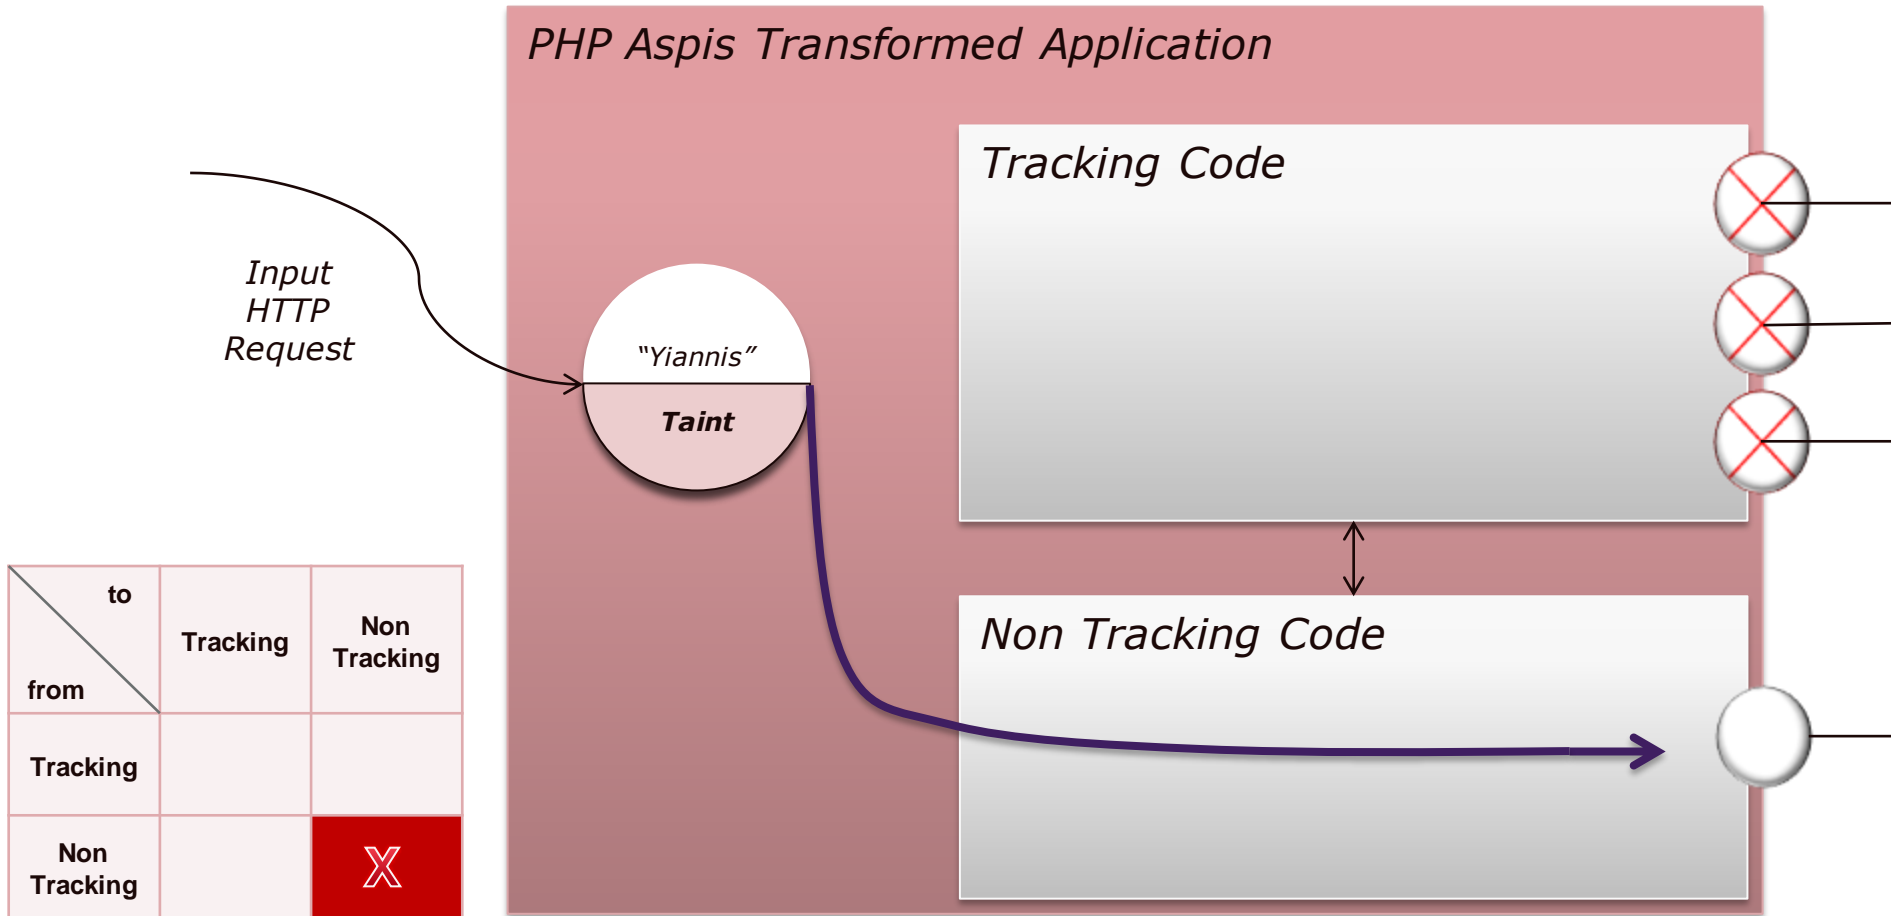 PHP Aspis Transformed Application
Tracking Code
Input
HTTP
Request
“Yiannis”
Taint
Non Tracking Code
to
from
Tracking
Non
Tracking
Tracking
Non
Tracking
X